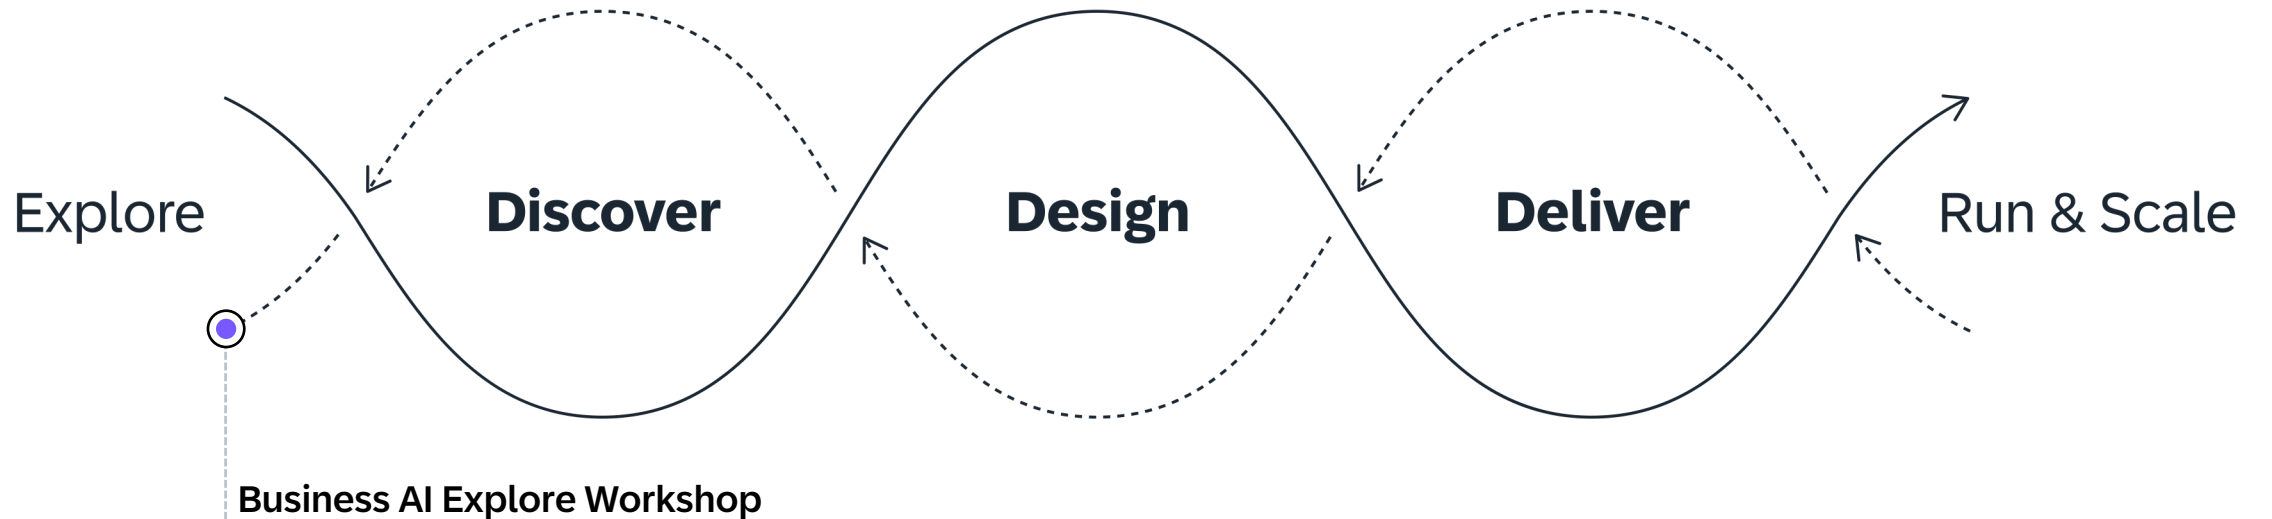 Explore
Discover
Design
Deliver
Run & Scale
Business AI Explore Workshop